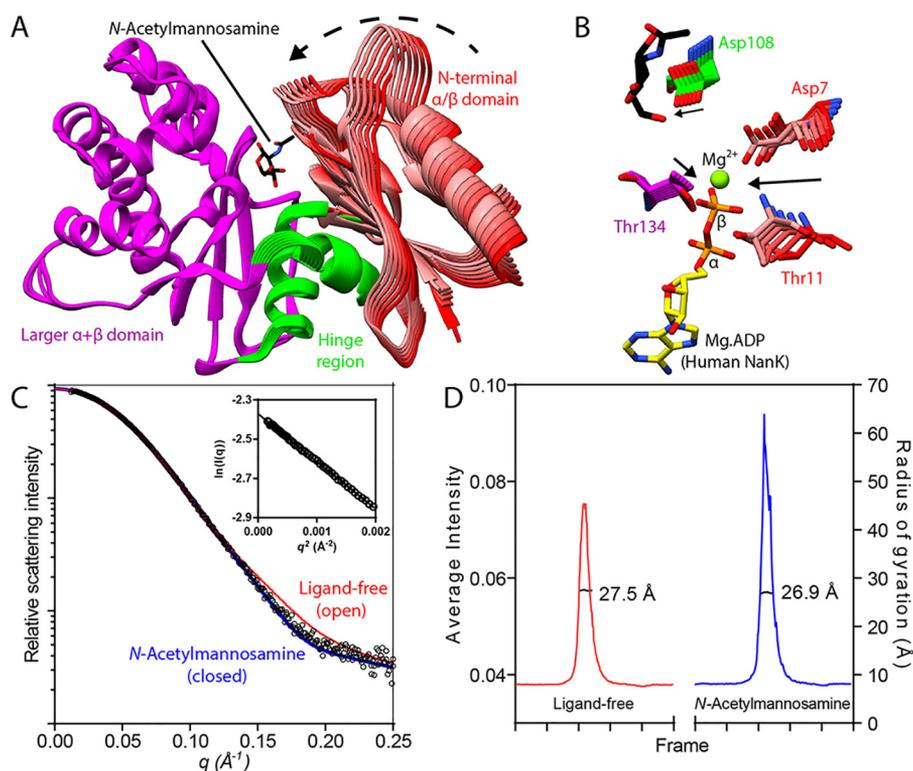 A
N-Acetylmannosamine
N-terminal
α/β domain
Larger α+β domain
Hinge
region
B
Asp108
Asp7
Mg2+
Thr134
β
α
Thr11
Mg.ADP
(Human NanK)
C
Relative scattering intensity
-2.3
-2.5
-2.7
-2.9
ln(I(q))
0.000
0.001
0.002
q² (Å⁻²)
Ligand-free
(open)
N-Acetylmannosamine
(closed)
0.00
0.05
0.10
0.15
0.20
0.25
q (Å⁻¹)
D
0.10
0.08
0.06
0.04
Average Intensity
27.5 Å
26.9 Å
Ligand-free
N-Acetylmannosamine
Frame
70
60
50
40
30
20
10
0
Radius of gyration (Å)